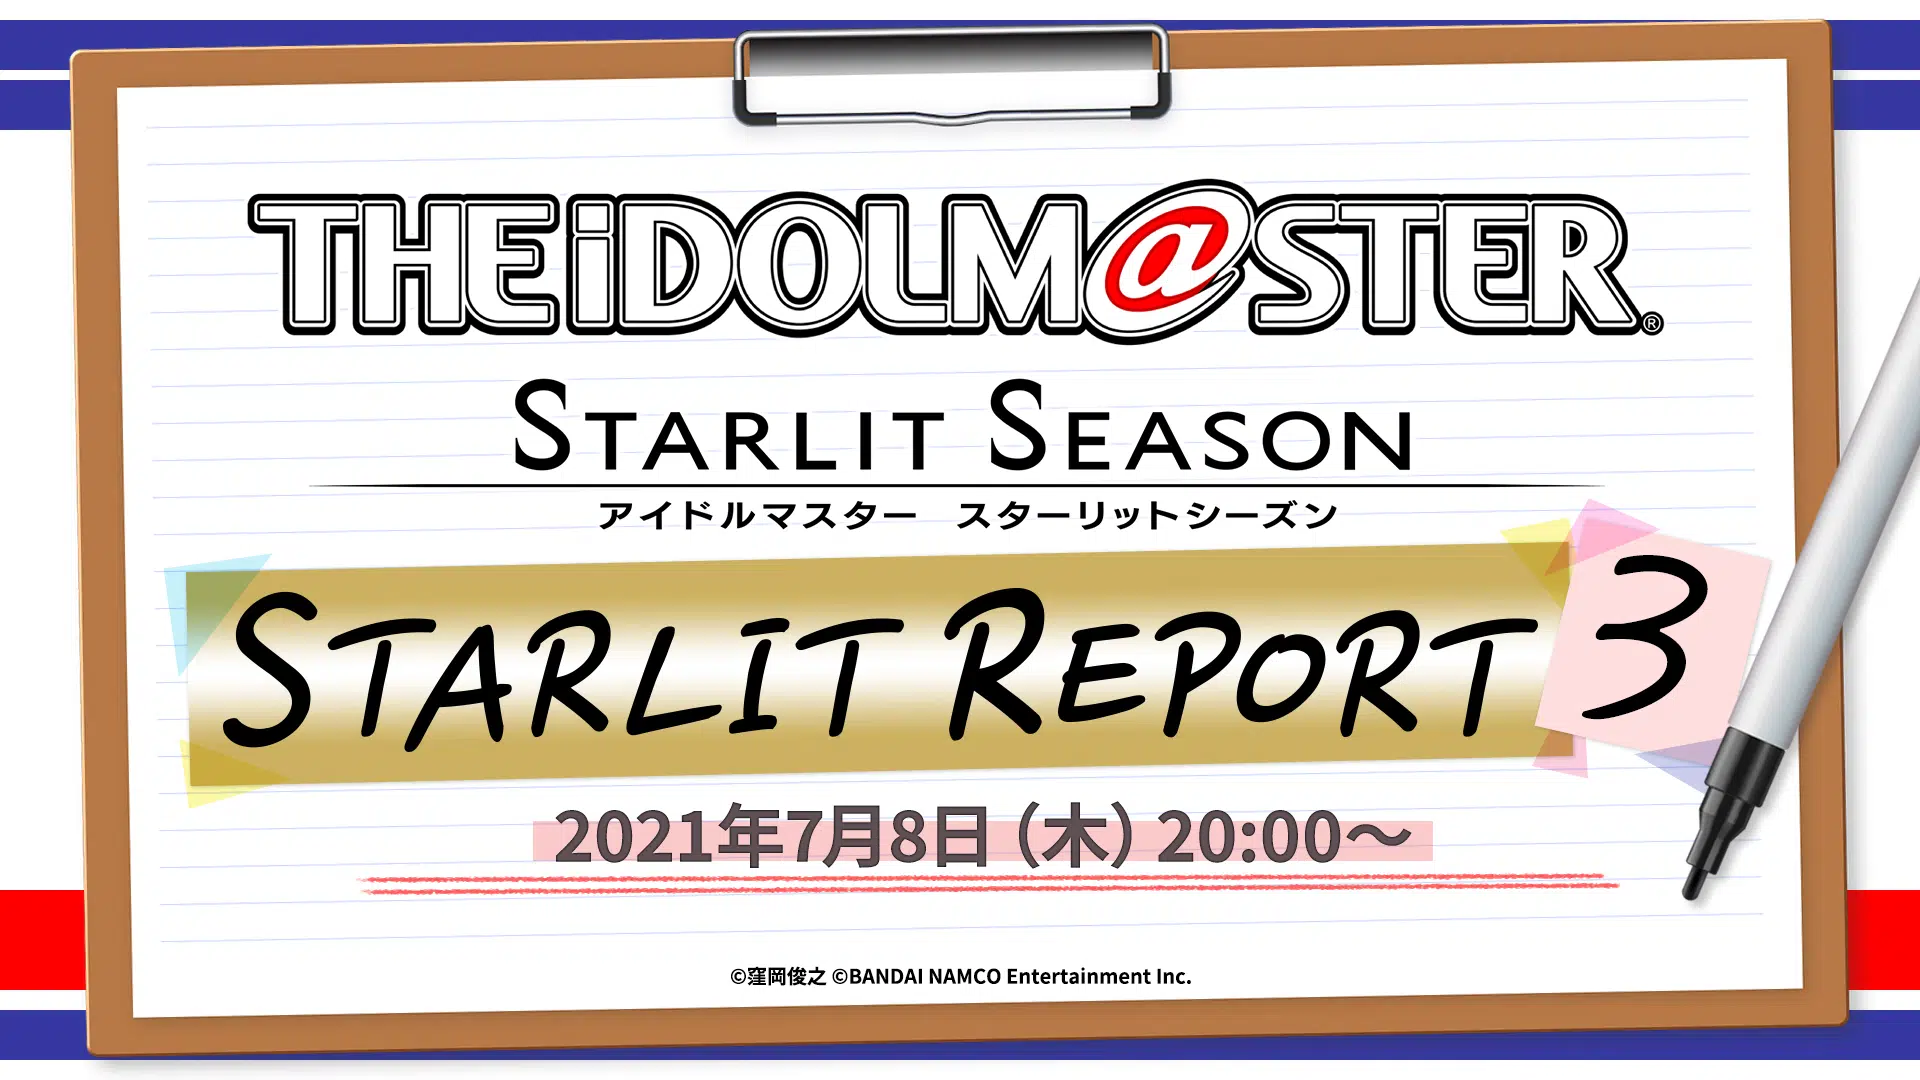 THE iDOLM@STER®
STARLIT SEASON
アイドルマスター スターリットシーズン
STARLIT REPORT 3
2021年7月8日（木）20:00～
©窪岡俊之 ©BANDAI NAMCO Entertainment Inc.